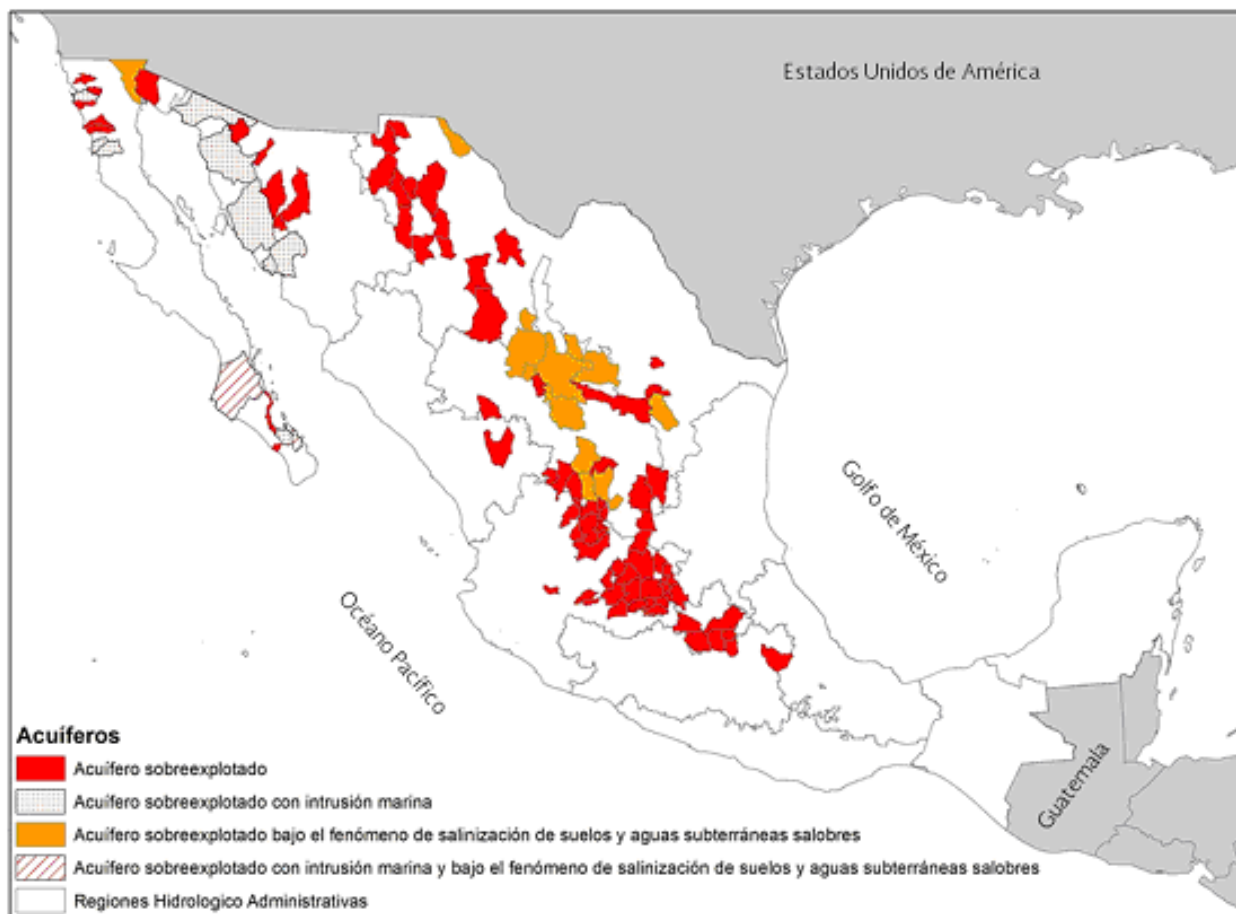 Estados Unidos de América
Golfo de México
Océano Pacífico
Guatemala
Acuíferos
Acuífero sobreexplotado
Acuífero sobreexplotado con intrusión marina
Acuífero sobreexplotado bajo el fenómeno de salinización de suelos y aguas subterráneas salobres
Acuífero sobreexplotado con intrusión marina y bajo el fenómeno de salinización de suelos y aguas subterráneas salobres
Regiones Hidrologico Administrativas